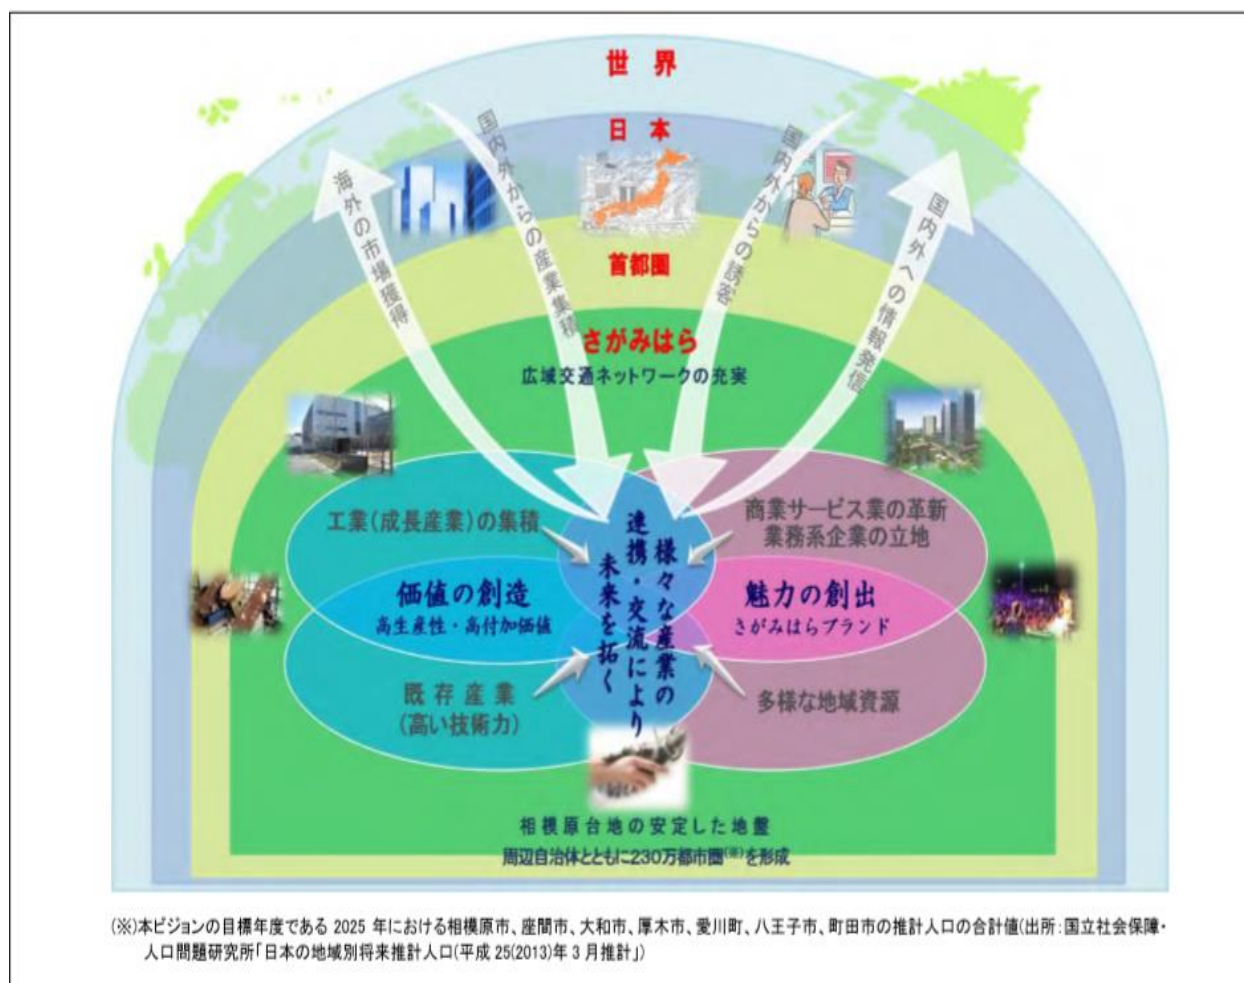 世界
日本
首都圏
さがみはら
広域交通ネットワークの充実
海外の市場獲得
国内外からの産業集積
国内外からの誘客
国内外への情報発信
工業(成長産業)の集積
商業サービス業の革新
業務系企業の立地
様々な産業の
連携・交流により
未来を拓く
価値の創造
高生産性・高付加価値
魅力の創出
さがみはらブランド
既存産業
(高い技術力)
多様な地域資源
相模原台地の安定した地盤
周辺自治体とともに230万都市圏(※)を形成
(※)本ビジョンの目標年度である 2025 年における相模原市、座間市、大和市、厚木市、愛川町、八王子市、町田市の推計人口の合計値(出所:国立社会保障・
人口問題研究所「日本の地域別将来推計人口(平成 25(2013)年 3 月推計」)